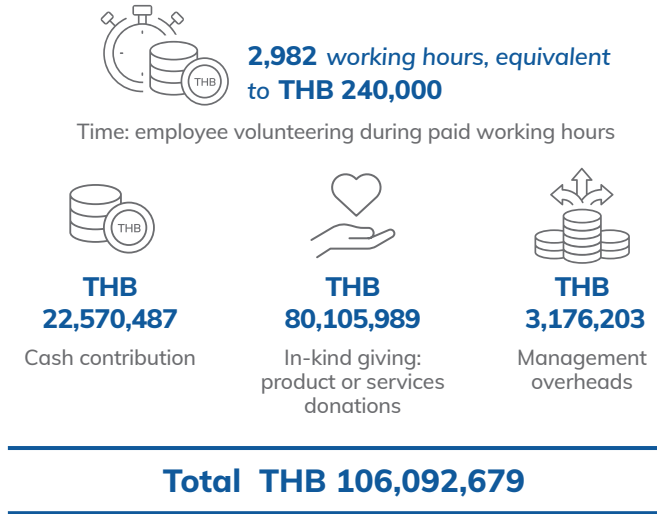 THB
2,982 working hours, equivalent
to THB 240,000
Time: employee volunteering during paid working hours
THB
THB
22,570,487
Cash contribution
THB
80,105,989
In-kind giving:
product or services
donations
THB
3,176,203
Management
overheads
Total THB 106,092,679